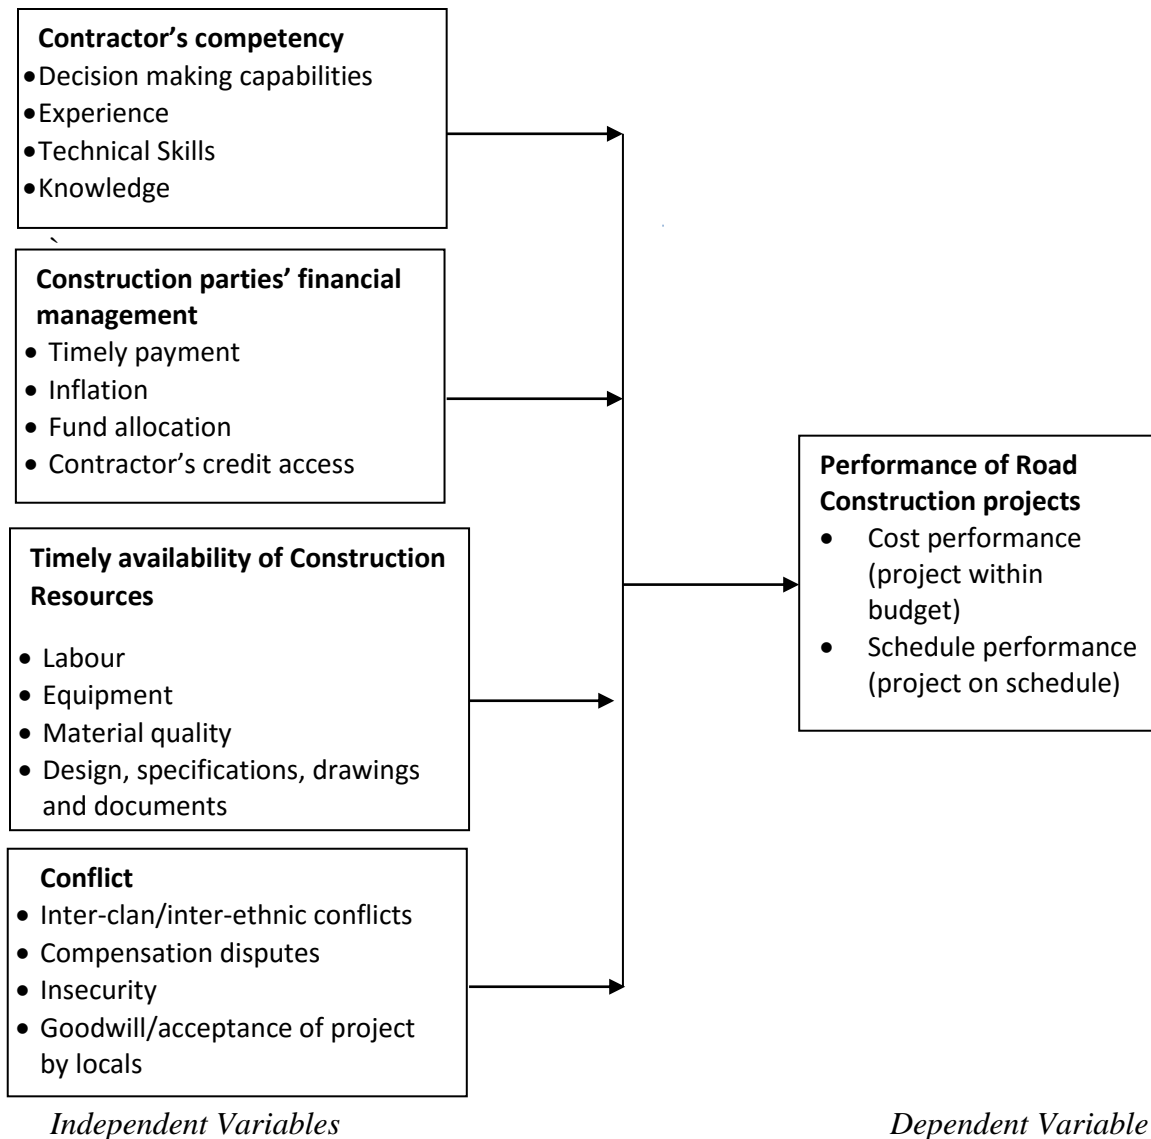 Contractor’s competency
•Decision making capabilities
•Experience
•Technical Skills
•Knowledge
`
Construction parties’ financial
management
• Timely payment
• Inflation
• Fund allocation
• Contractor’s credit access
Timely availability of Construction
Resources
• Labour
• Equipment
• Material quality
• Design, specifications, drawings
and documents
Conflict
• Inter-clan/inter-ethnic conflicts
• Compensation disputes
• Insecurity
• Goodwill/acceptance of project
by locals
Performance of Road
Construction projects
• Cost performance
(project within
budget)
• Schedule performance
(project on schedule)
Independent Variables
Dependent Variable